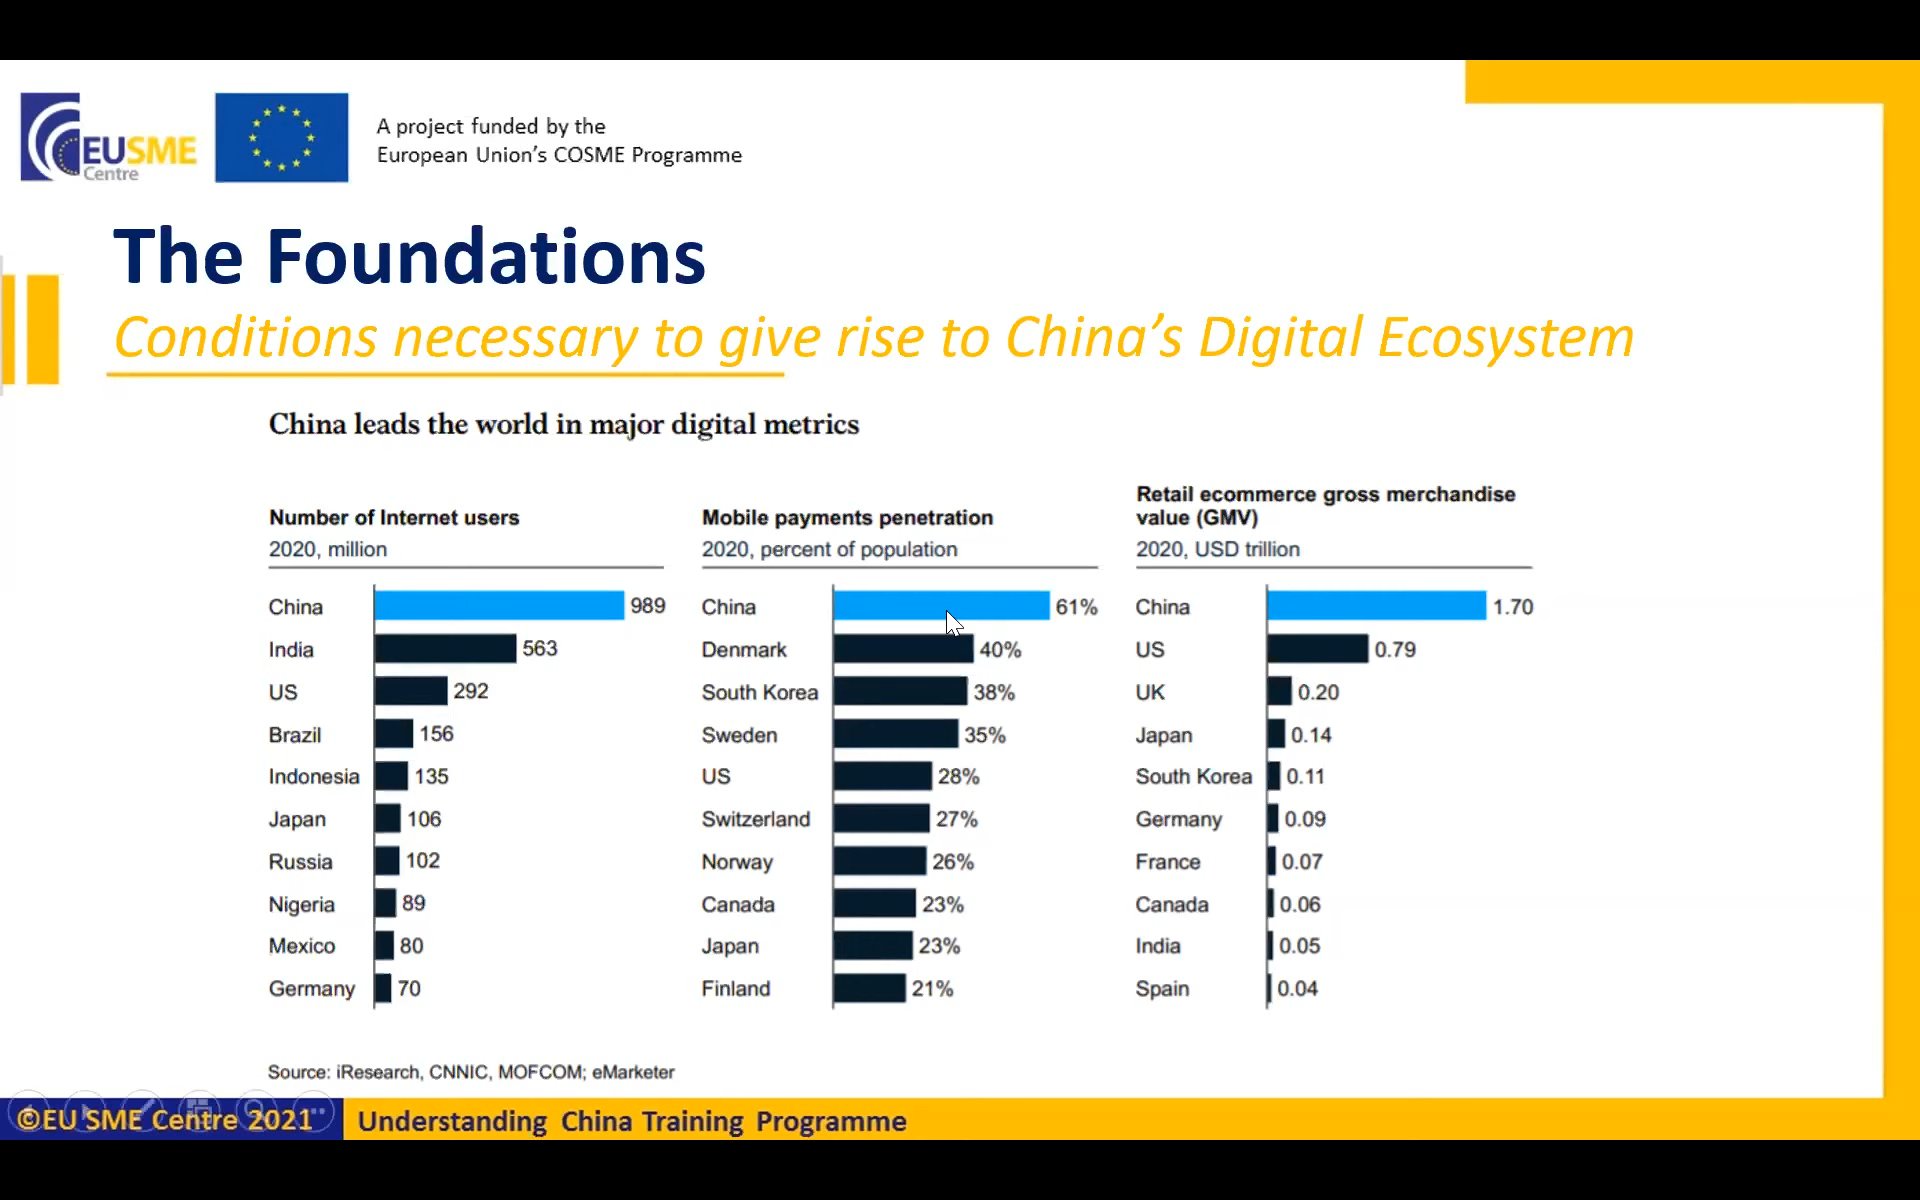 EUSME
Centre
A project funded by the
European Union's COSME Programme
The Foundations
Conditions necessary to give rise to China's Digital Ecosystem
China leads the world in major digital metrics
Number of Internet users
2020, million
China 989
India 563
US 292
Brazil 156
Indonesia 135
Japan 106
Russia 102
Nigeria 89
Mexico 80
Germany 70
Mobile payments penetration
2020, percent of population
China 61%
Denmark 40%
South Korea 38%
Sweden 35%
US 28%
Switzerland 27%
Norway 26%
Canada 23%
Japan 23%
Finland 21%
Retail ecommerce gross merchandise
value (GMV)
2020, USD trillion
China 1.70
US 0.79
UK 0.20
Japan 0.14
South Korea 0.11
Germany 0.09
France 0.07
Canada 0.06
India 0.05
Spain 0.04
Source: iResearch, CNNIC, MOFCOM; eMarketer
©EU SME Centre 2021
Understanding China Training Programme